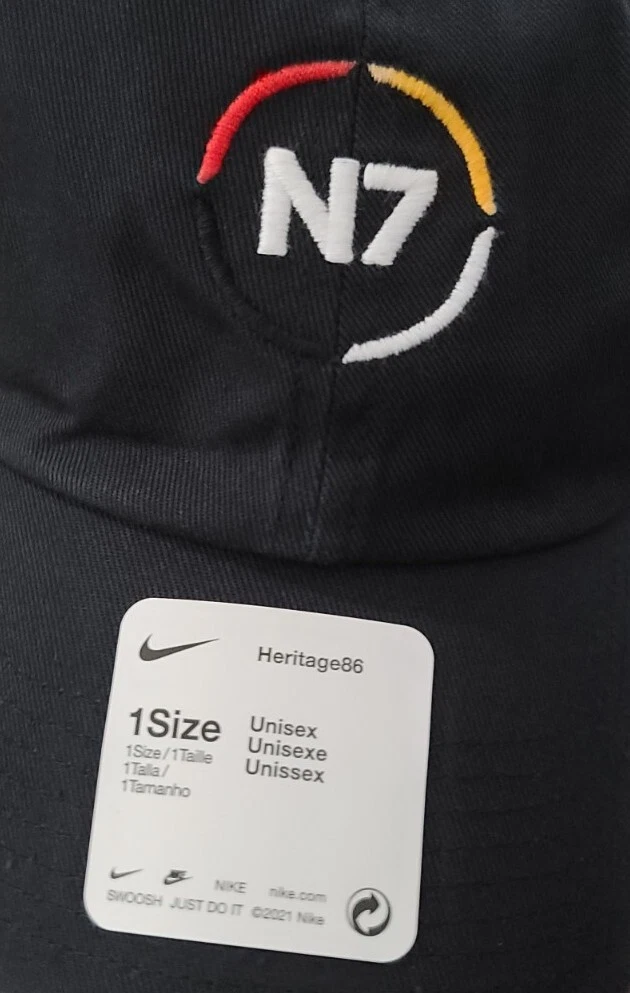 N7
Heritage86
1Size
1Size/1Taille
1Talla/
1Tamanho
Unisex
Unisexe
Unissex
NIKE nike.com
SWOOSH JUST DO IT ©2021 Nike